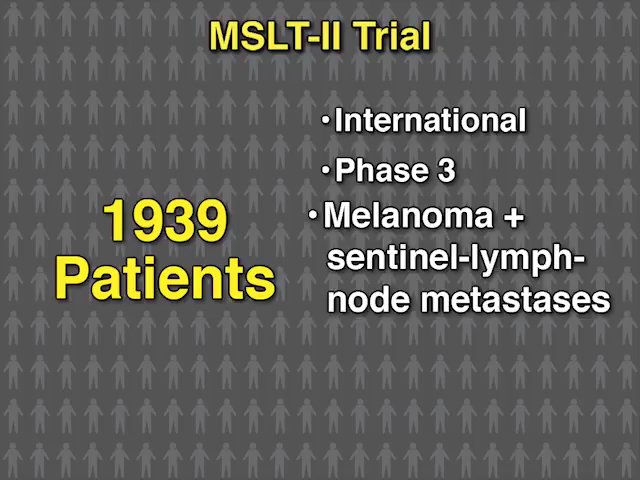 MSLT-II Trial
1939
Patients
•International
•Phase 3
•Melanoma +
sentinel-lymph-
node metastases